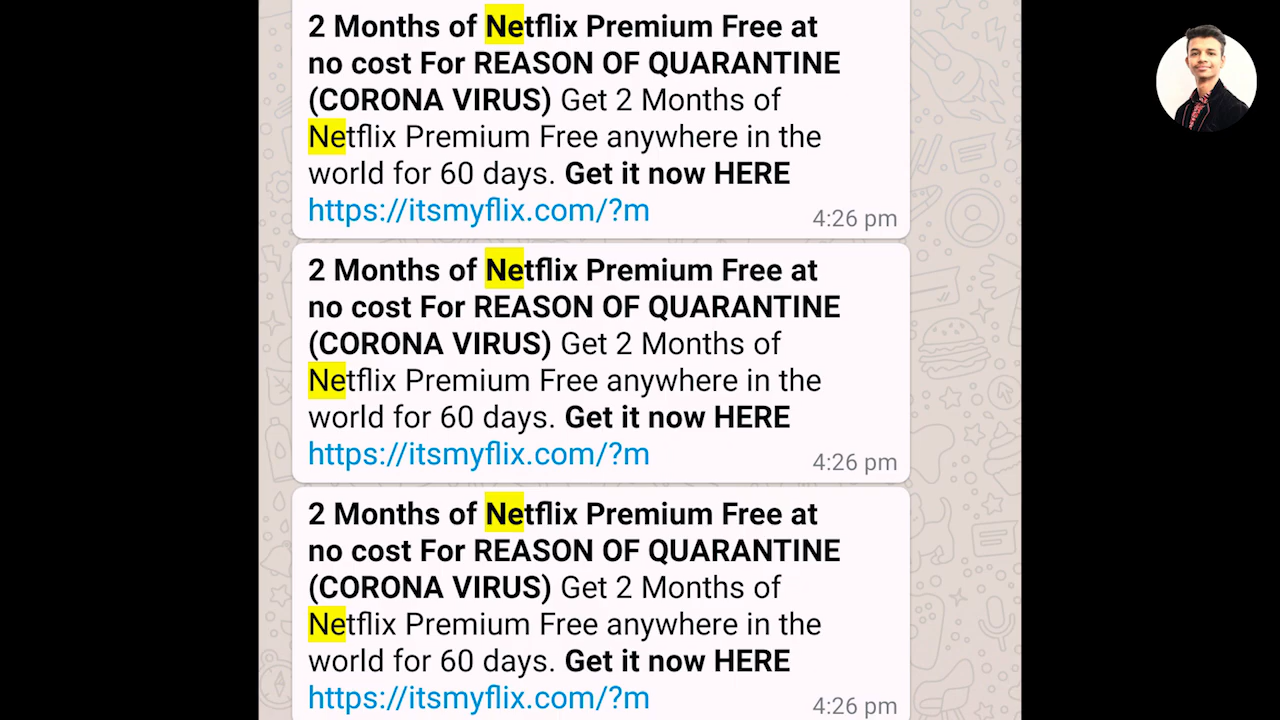 2 Months of Netflix Premium Free at
no cost For REASON OF QUARANTINE
(CORONA VIRUS) Get 2 Months of
Netflix Premium Free anywhere in the
world for 60 days. Get it now HERE
https://itsmyflix.com/?m
4:26 pm
2 Months of Netflix Premium Free at
no cost For REASON OF QUARANTINE
(CORONA VIRUS) Get 2 Months of
Netflix Premium Free anywhere in the
world for 60 days. Get it now HERE
https://itsmyflix.com/?m
4:26 pm
2 Months of Netflix Premium Free at
no cost For REASON OF QUARANTINE
(CORONA VIRUS) Get 2 Months of
Netflix Premium Free anywhere in the
world for 60 days. Get it now HERE
https://itsmyflix.com/?m
4:26 pm